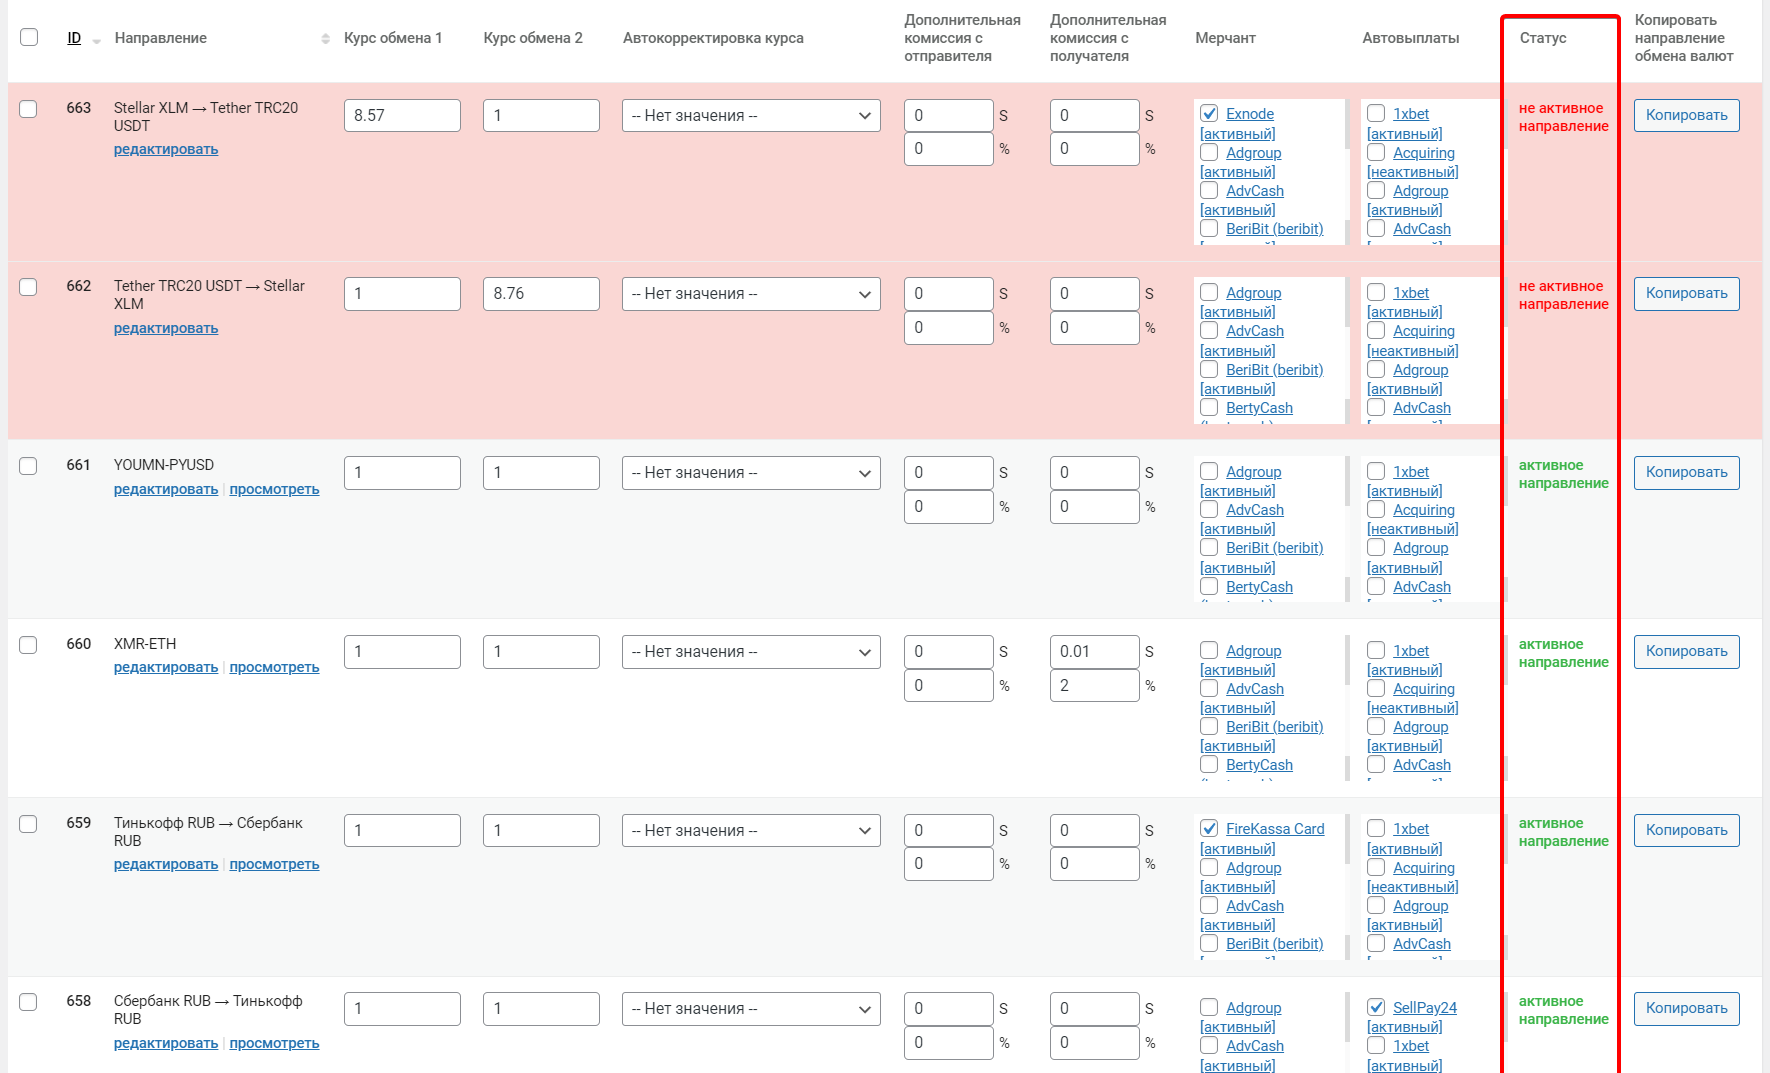 ID
Направление
Курс обмена 1
Курс обмена 2
Автокорректировка курса
Дополнительная
комиссия с
отправителя
Дополнительная
комиссия с
получателя
Мерчант
Автовыплаты
Статус
Копировать
направление
обмена валют
663
Stellar XLM → Tether TRC20
USDT
редактировать
8.57
1
-- Нет значения --
0 S
0 %
0 S
0 %
Exnode
[активный]
Adgroup
[активный]
AdvCash
[активный]
BeriBit (beribit)
1xbet
[активный]
Acquiring
[неактивный]
Adgroup
[активный]
AdvCash
не активное
направление
Копировать
662
Tether TRC20 USDT → Stellar
XLM
редактировать
1
8.76
-- Нет значения --
0 S
0 %
0 S
0 %
Adgroup
[активный]
AdvCash
[активный]
BeriBit (beribit)
[активный]
BertyCash
1xbet
[активный]
Acquiring
[неактивный]
Adgroup
[активный]
AdvCash
не активное
направление
Копировать
661
YOUMN-PYUSD
редактировать | просмотреть
1
1
-- Нет значения --
0 S
0 %
0 S
0 %
Adgroup
[активный]
AdvCash
[активный]
BeriBit (beribit)
[активный]
BertyCash
1xbet
[активный]
Acquiring
[неактивный]
Adgroup
[активный]
AdvCash
активное
направление
Копировать
660
XMR-ETH
редактировать | просмотреть
1
1
-- Нет значения --
0 S
0 %
0.01 S
2 %
Adgroup
[активный]
AdvCash
[активный]
BeriBit (beribit)
[активный]
BertyCash
1xbet
[активный]
Acquiring
[неактивный]
Adgroup
[активный]
AdvCash
активное
направление
Копировать
659
Тинькофф RUB → Сбербанк
RUB
редактировать | просмотреть
1
1
-- Нет значения --
0 S
0 %
0 S
0 %
FireKassa Card
[активный]
Adgroup
[активный]
AdvCash
[активный]
BeriBit (beribit)
1xbet
[активный]
Acquiring
[неактивный]
Adgroup
[активный]
AdvCash
активное
направление
Копировать
658
Сбербанк RUB → Тинькофф
RUB
редактировать | просмотреть
1
1
-- Нет значения --
0 S
0 %
0 S
0 %
Adgroup
[активный]
AdvCash
[активный]
SellPay24
[активный]
1xbet
[активный]
активное
направление
Копировать